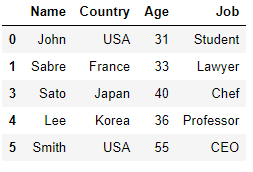 Name Country Age Job
0 John USA 31 Student
1 Sabre France 33 Lawyer
3 Sato Japan 40 Chef
4 Lee Korea 36 Professor
5 Smith USA 55 CEO